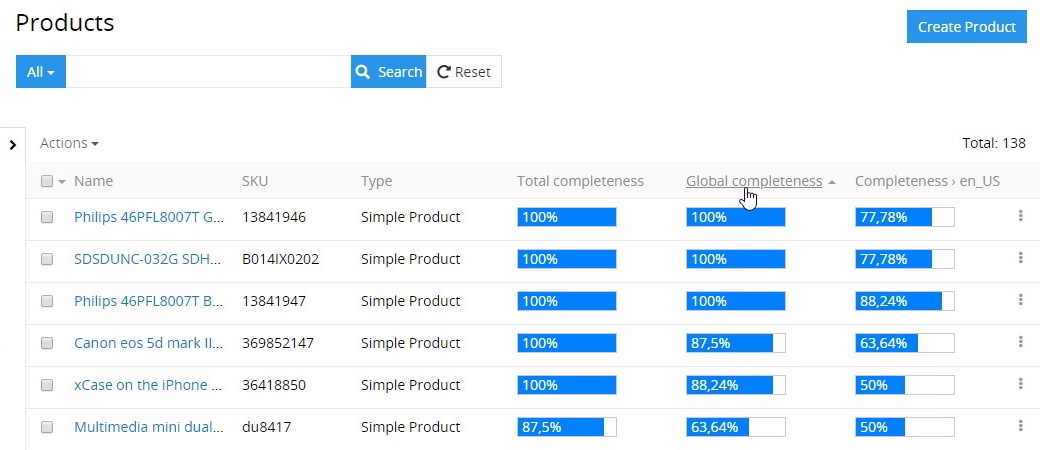 Products
Create Product
All Search Reset
Actions Total: 138
Name SKU Type Total completeness Global completeness Completeness › en_US
Philips 46PFL8007T G... 13841946 Simple Product 100% 100% 77,78%
SDSDUNC-032G SDH... B014IX0202 Simple Product 100% 100% 77,78%
Philips 46PFL8007T B... 13841947 Simple Product 100% 100% 88,24%
Canon eos 5d mark II... 369852147 Simple Product 100% 87,5% 63,64%
xCase on the iPhone ... 36418850 Simple Product 100% 88,24% 50%
Multimedia mini dual... du8417 Simple Product 87,5% 63,64% 50%